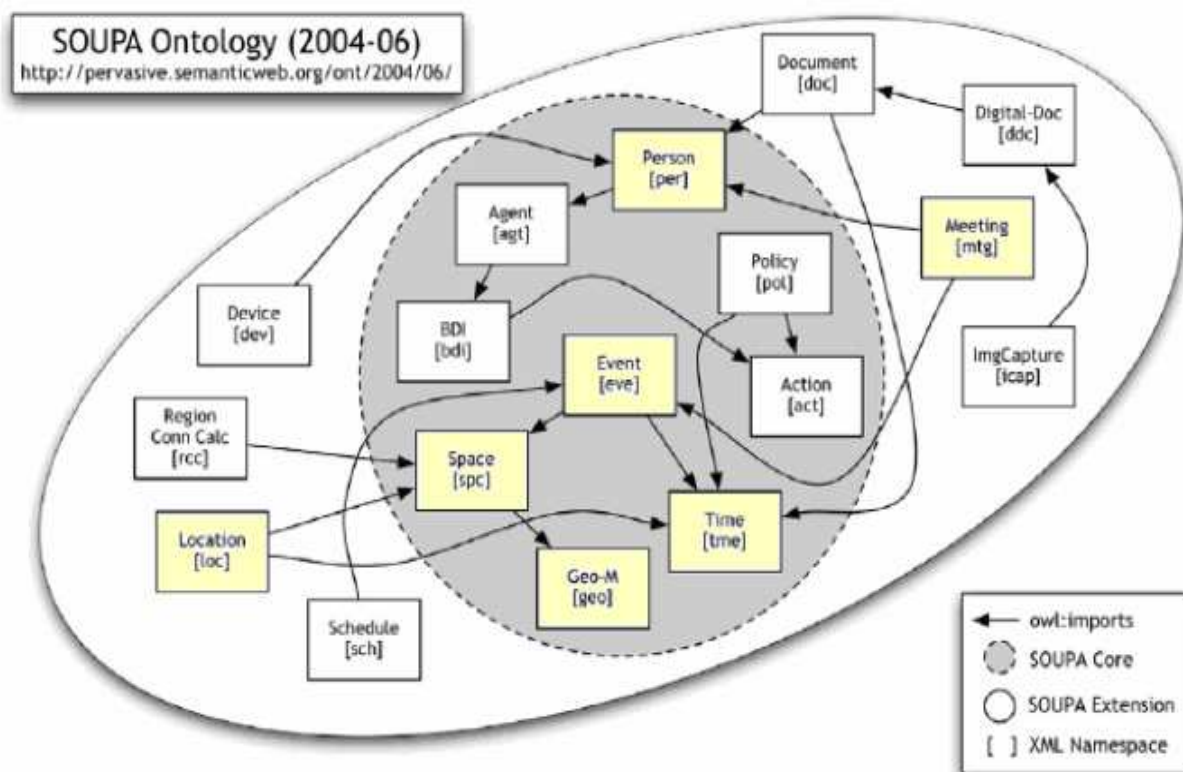 SOUPA Ontology (2004-06)
http://pervasive.semanticweb.org/ont/2004/06/
Document
[doc]
Digital-Doc
[ddc]
Person
[per]
Agent
[agt]
Meeting
[mtg]
Policy
[pol]
Device
[dev]
BDI
[bdi]
ImgCapture
[icap]
Event
[eve]
Action
[act]
Region
Conn Calc
[rcc]
Space
[spc]
Location
[loc]
Time
[tme]
Geo-M
[geo]
Schedule
[sch]
owl:imports
SOUPA Core
SOUPA Extension
[ ] XML Namespace